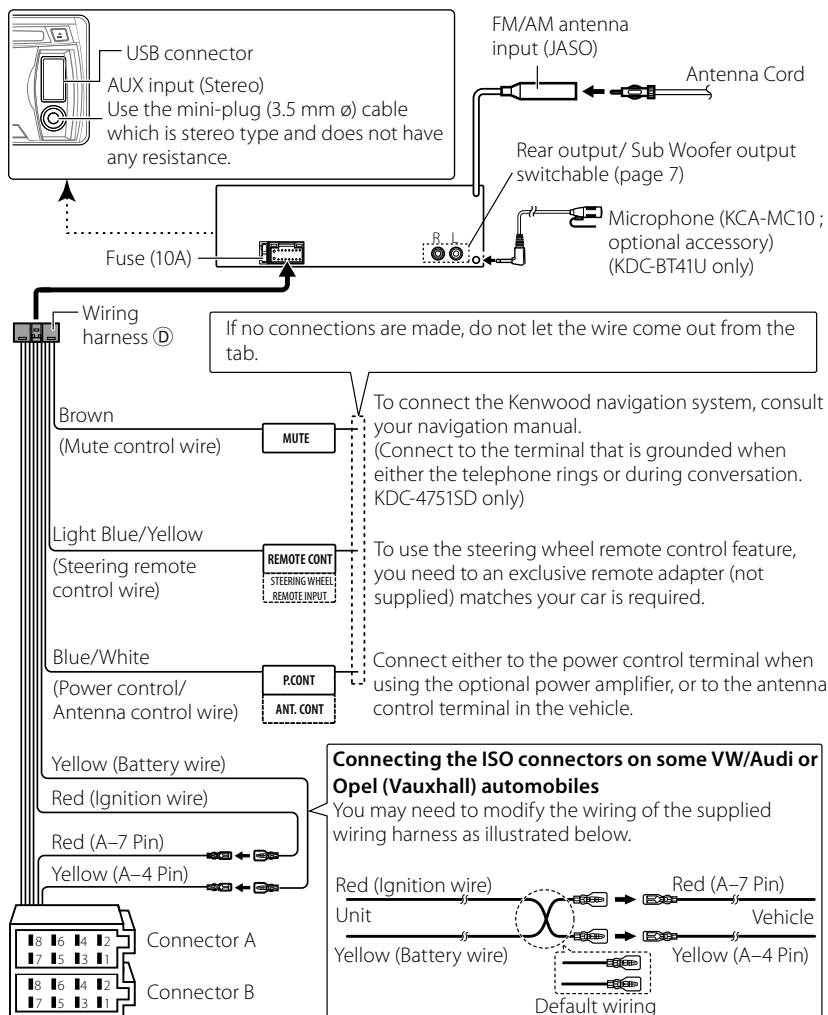 USB connector
AUX input (Stereo)
Use the mini-plug (3.5 mm ø) cable
which is stereo type and does not have
any resistance.
FM/AM antenna
input (JASO)
Antenna Cord
Rear output/ Sub Woofer output
switchable (page 7)
R L
Microphone (KCA-MC10 ;
optional accessory)
(KDC-BT41U only)
Fuse (10A)
Wiring
harness Ⓓ
If no connections are made, do not let the wire come out from the
tab.
Brown
(Mute control wire)
MUTE
To connect the Kenwood navigation system, consult
your navigation manual.
(Connect to the terminal that is grounded when
either the telephone rings or during conversation.
KDC-4751SD only)
Light Blue/Yellow
(Steering remote
control wire)
REMOTE CONT
STEERING WHEEL
REMOTE INPUT
To use the steering wheel remote control feature,
you need to an exclusive remote adapter (not
supplied) matches your car is required.
Blue/White
(Power control/
Antenna control wire)
P.CONT
ANT. CONT
Connect either to the power control terminal when
using the optional power amplifier, or to the antenna
control terminal in the vehicle.
Yellow (Battery wire)
Red (Ignition wire)
Red (A–7 Pin)
Yellow (A–4 Pin)
8 6 4 2
7 5 3 1
Connector A
8 6 4 2
7 5 3 1
Connector B
Connecting the ISO connectors on some VW/Audi or
Opel (Vauxhall) automobiles
You may need to modify the wiring of the supplied
wiring harness as illustrated below.
Red (Ignition wire)
Red (A–7 Pin)
Unit
Vehicle
Yellow (Battery wire)
Yellow (A–4 Pin)
Default wiring